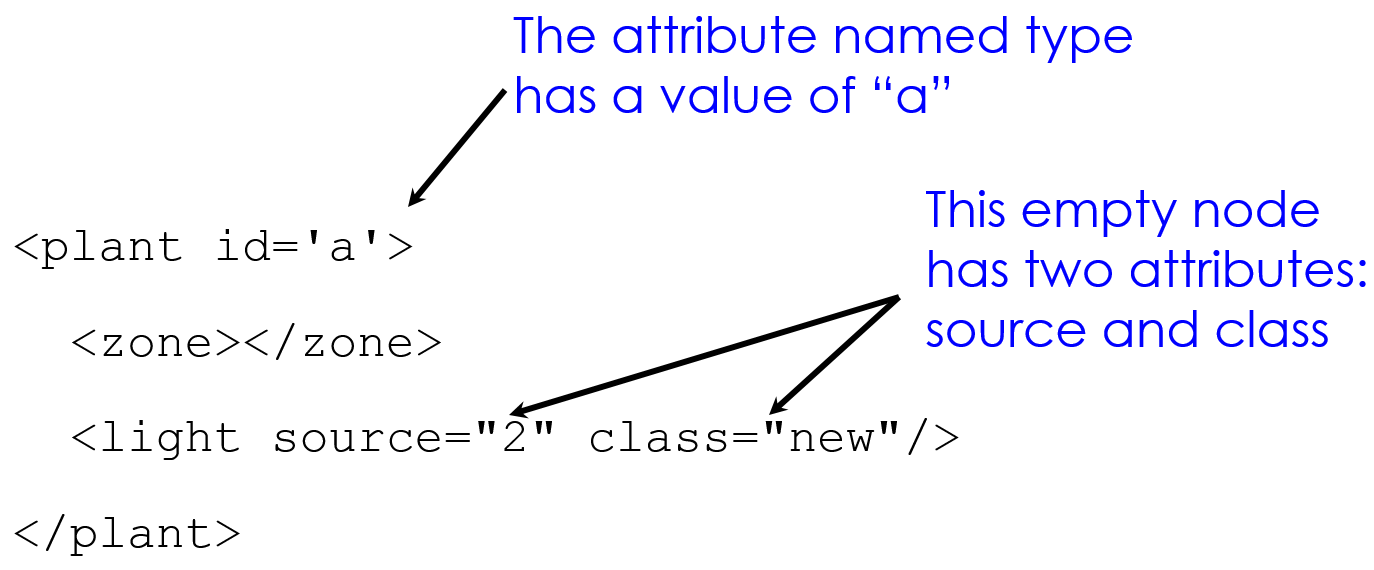 The attribute named type
has a value of “a”
<plant id='a'>
This empty node
has two attributes:
source and class
<zone></zone>
<light source="2" class="new"/>
</plant>